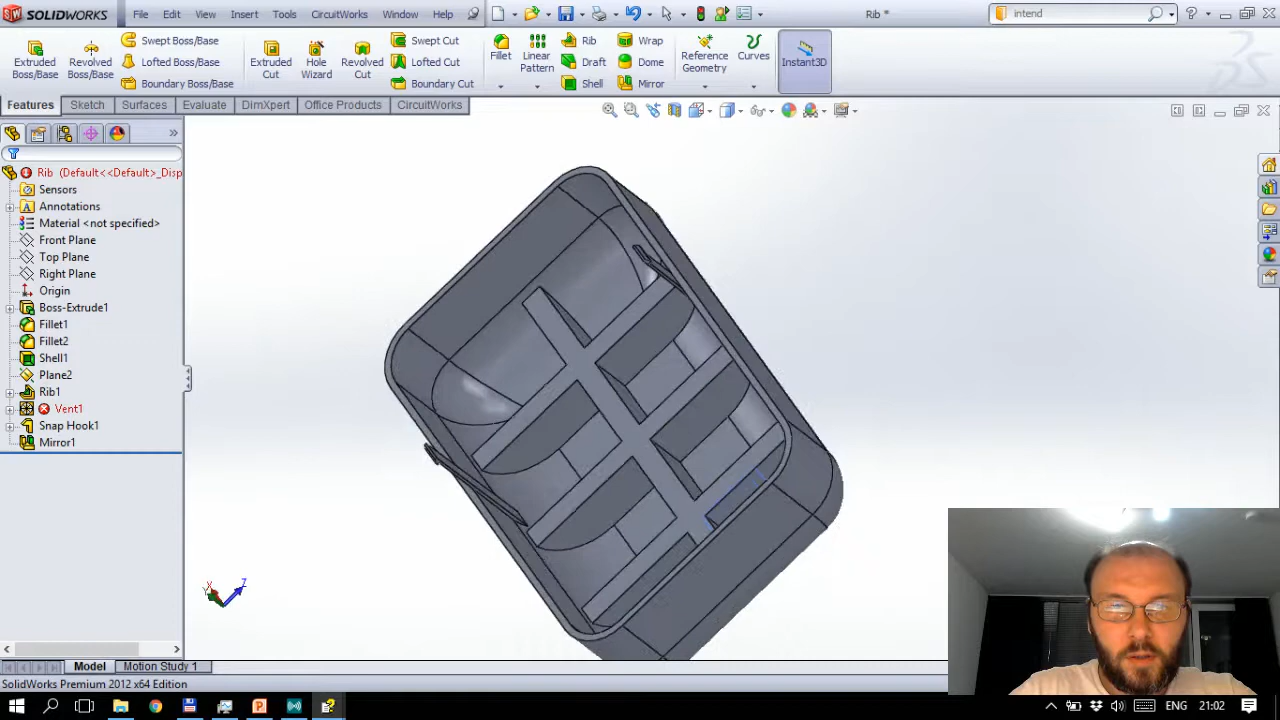 SOLIDWORKS File Edit View Insert Tools CircuitWorks Window Help Rib * intend
Extruded Boss/Base Revolved Boss/Base Swept Boss/Base Lofted Boss/Base Boundary Boss/Base Extruded Cut Hole Wizard Revolved Cut Swept Cut Lofted Cut Boundary Cut Fillet Linear Pattern Rib Draft Shell Wrap Dome Mirror Reference Geometry Curves Instant3D
Features Sketch Surfaces Evaluate DimXpert Office Products CircuitWorks
Rib (Default<<Default>_Disp
Sensors
Annotations
Material <not specified>
Front Plane
Top Plane
Right Plane
Origin
Boss-Extrude1
Fillet1
Fillet2
Shell1
Plane2
Rib1
Vent1
Snap Hook1
Mirror1
X Y Z
Model Motion Study 1
SolidWorks Premium 2012 x64 Edition
ENG 21:02